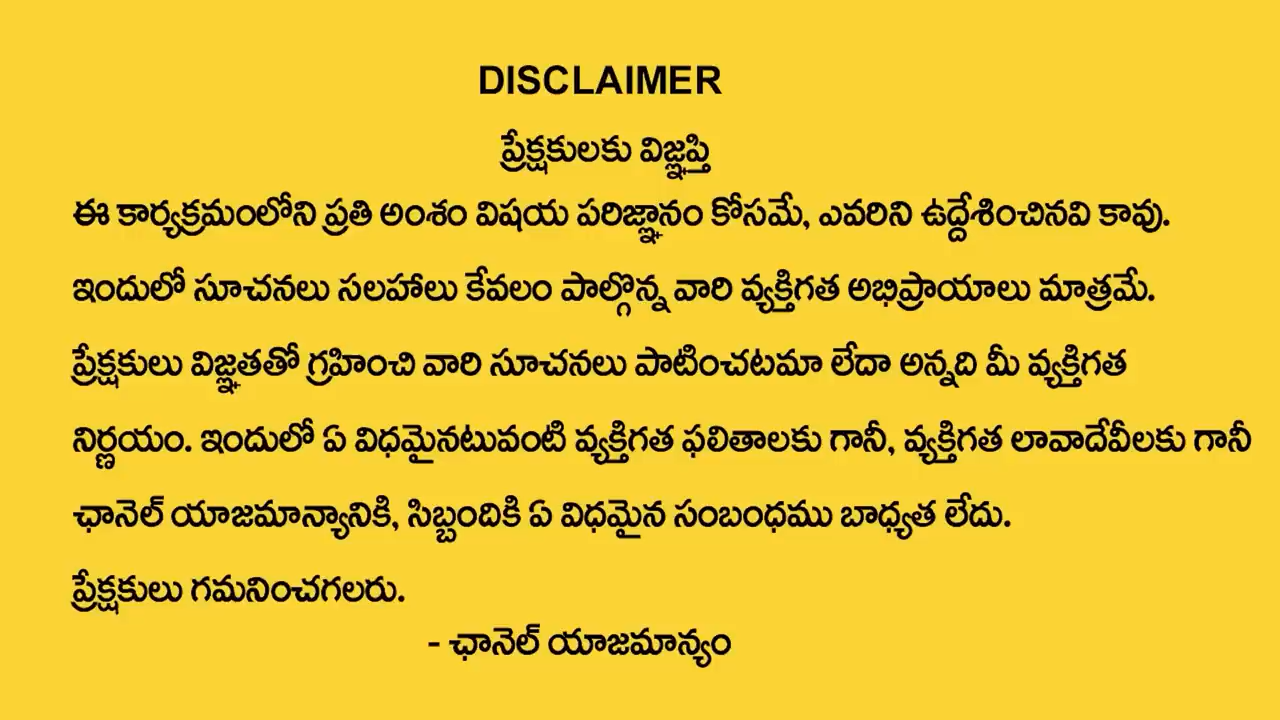 DISCLAIMER
ప్రేక్షకులకు విజ్ఞప్తి
ఈ కార్యక్రమంలోని ప్రతి అంశం విషయ పరిజ్ఞానం కోసమే, ఎవరిని ఉద్దేశించినవి కావు.
ఇందులో సూచనలు సలహాలు కేవలం పాల్గొన్న వారి వ్యక్తిగత అభిప్రాయాలు మాత్రమే.
ప్రేక్షకులు విజ్ఞతతో గ్రహించి వారి సూచనలు పాటించటమా లేదా అన్నది మీ వ్యక్తిగత
నిర్ణయం. ఇందులో ఏ విధమైనటువంటి వ్యక్తిగత ఫలితాలకు గానీ, వ్యక్తిగత లావాదేవీలకు గానీ
ఛానెల్ యాజమాన్యానికి, సిబ్బందికి ఏ విధమైన సంబంధము బాధ్యత లేదు.
ప్రేక్షకులు గమనించగలరు.
- ఛానెల్ యాజమాన్యం